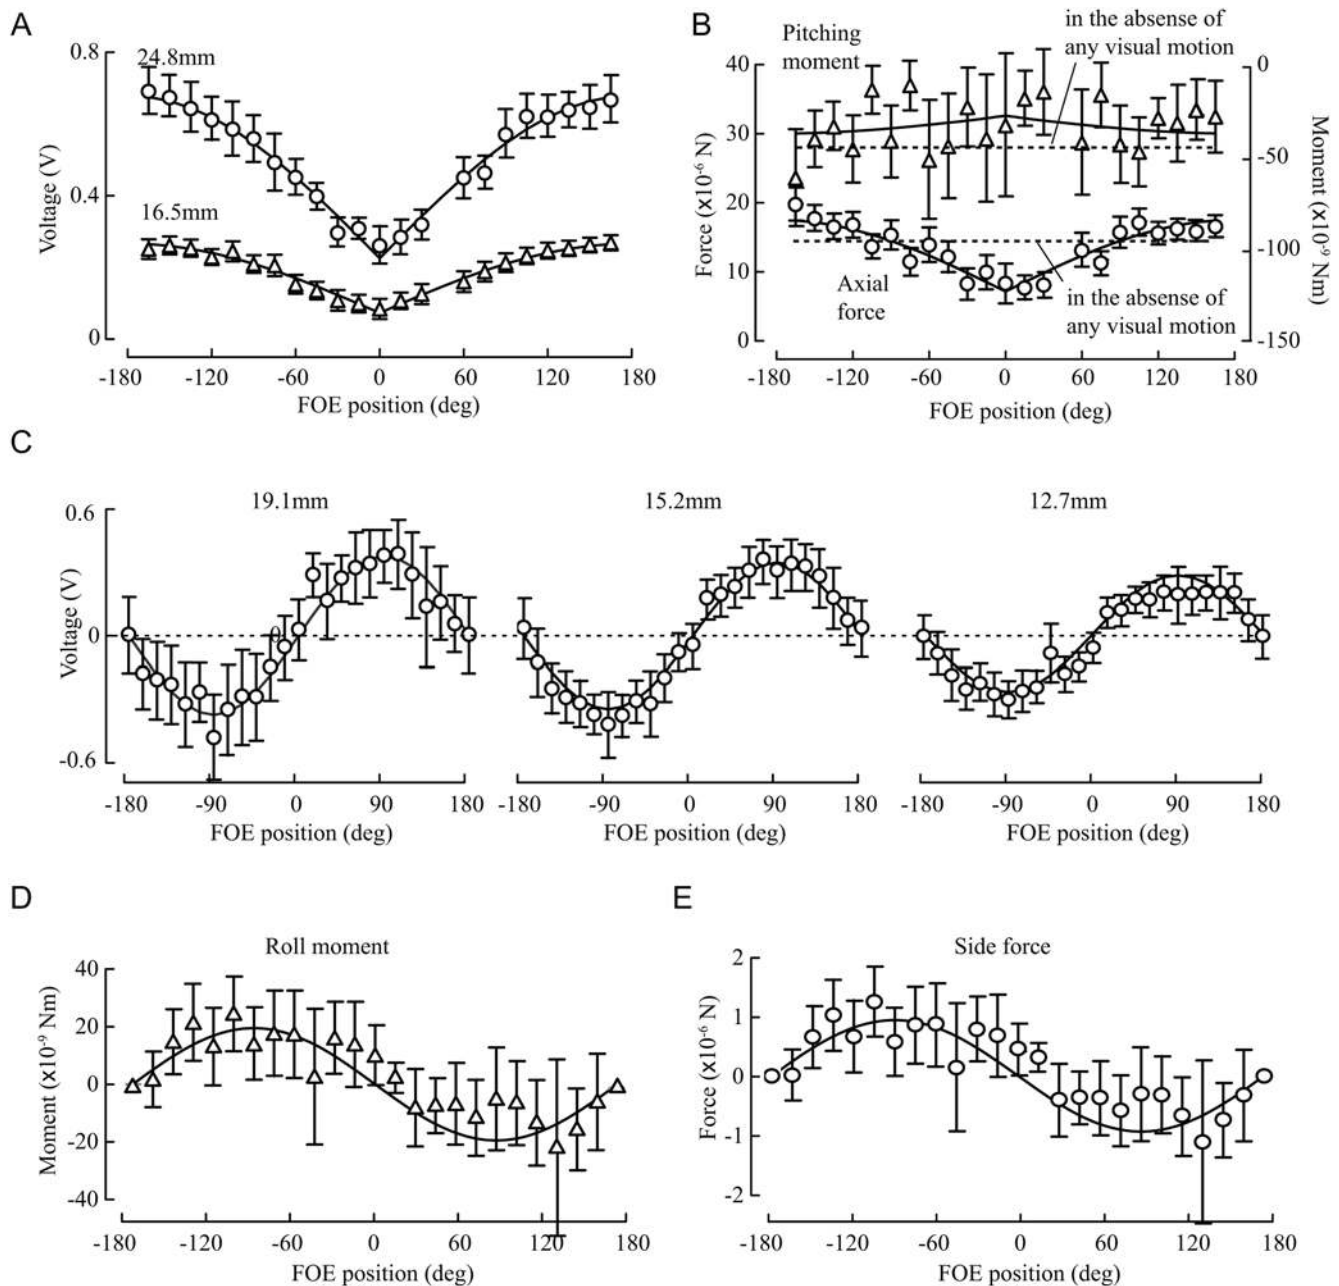 A
24.8mm
16.5mm
Voltage (V)
0.8
0.4
0
-180 -120 -60 0 60 120 180
FOE position (deg)
B
Pitching
moment
in the absense of
any visual motion
Axial
force
in the absense of
any visual motion
Force (x10-6 N)
40
30
20
10
0
Moment (x10-9 Nm)
0
-50
-100
-150
-180 -120 -60 0 60 120 180
FOE position (deg)
C
19.1mm 15.2mm 12.7mm
Voltage (V)
0.6
0
-0.6
0
-180 -90 0 90 180
FOE position (deg)
-180 -90 0 90 180
FOE position (deg)
-180 -90 0 90 180
FOE position (deg)
D
Roll moment
Moment (x10-9 Nm)
40
20
0
-20
-40
-180 -120 -60 0 60 120 180
FOE position (deg)
E
Side force
Force (x10-6 N)
2
1
0
-1
-2
-180 -120 -60 0 60 120 180
FOE position (deg)